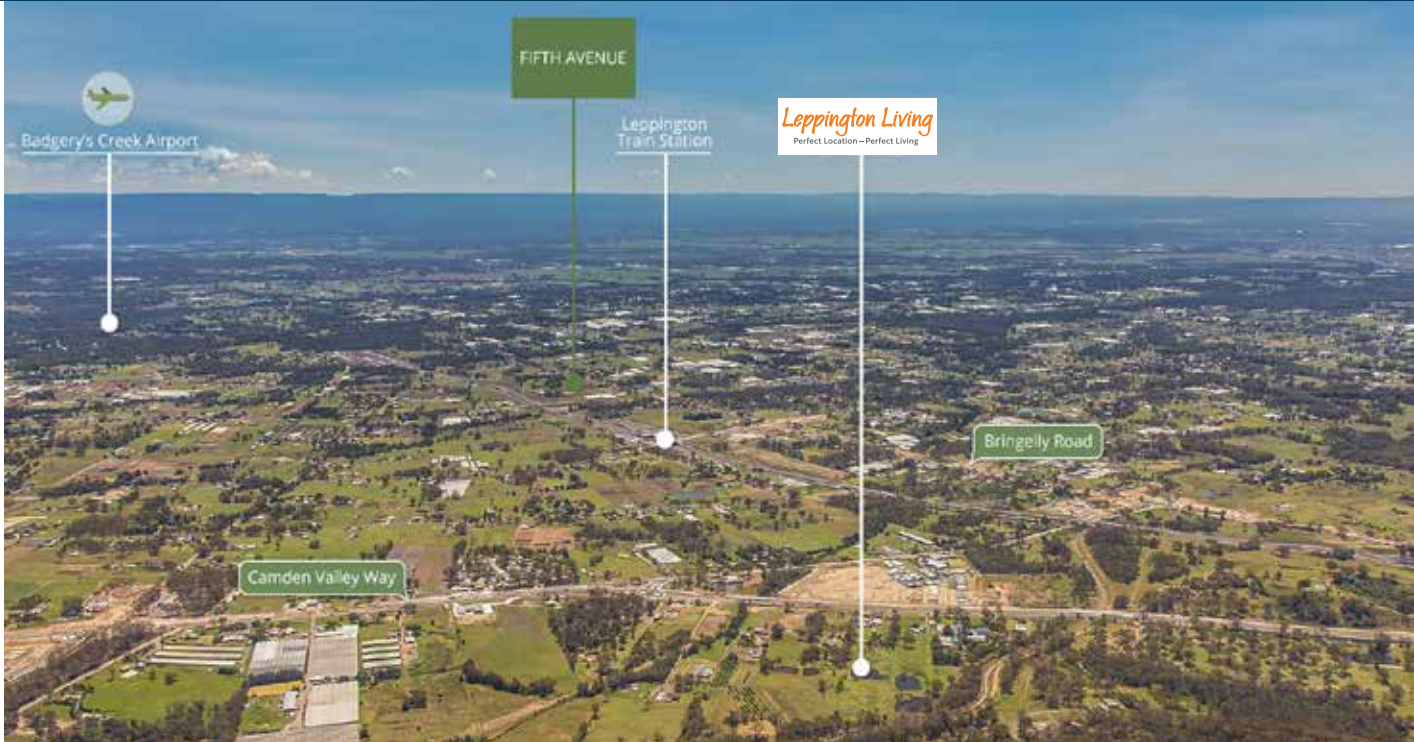 FIFTH AVENUE
Badgery's Creek Airport
Leppington
Train Station
Leppington Living
Perfect Location – Perfect Living
Bringelly Road
Camden Valley Way